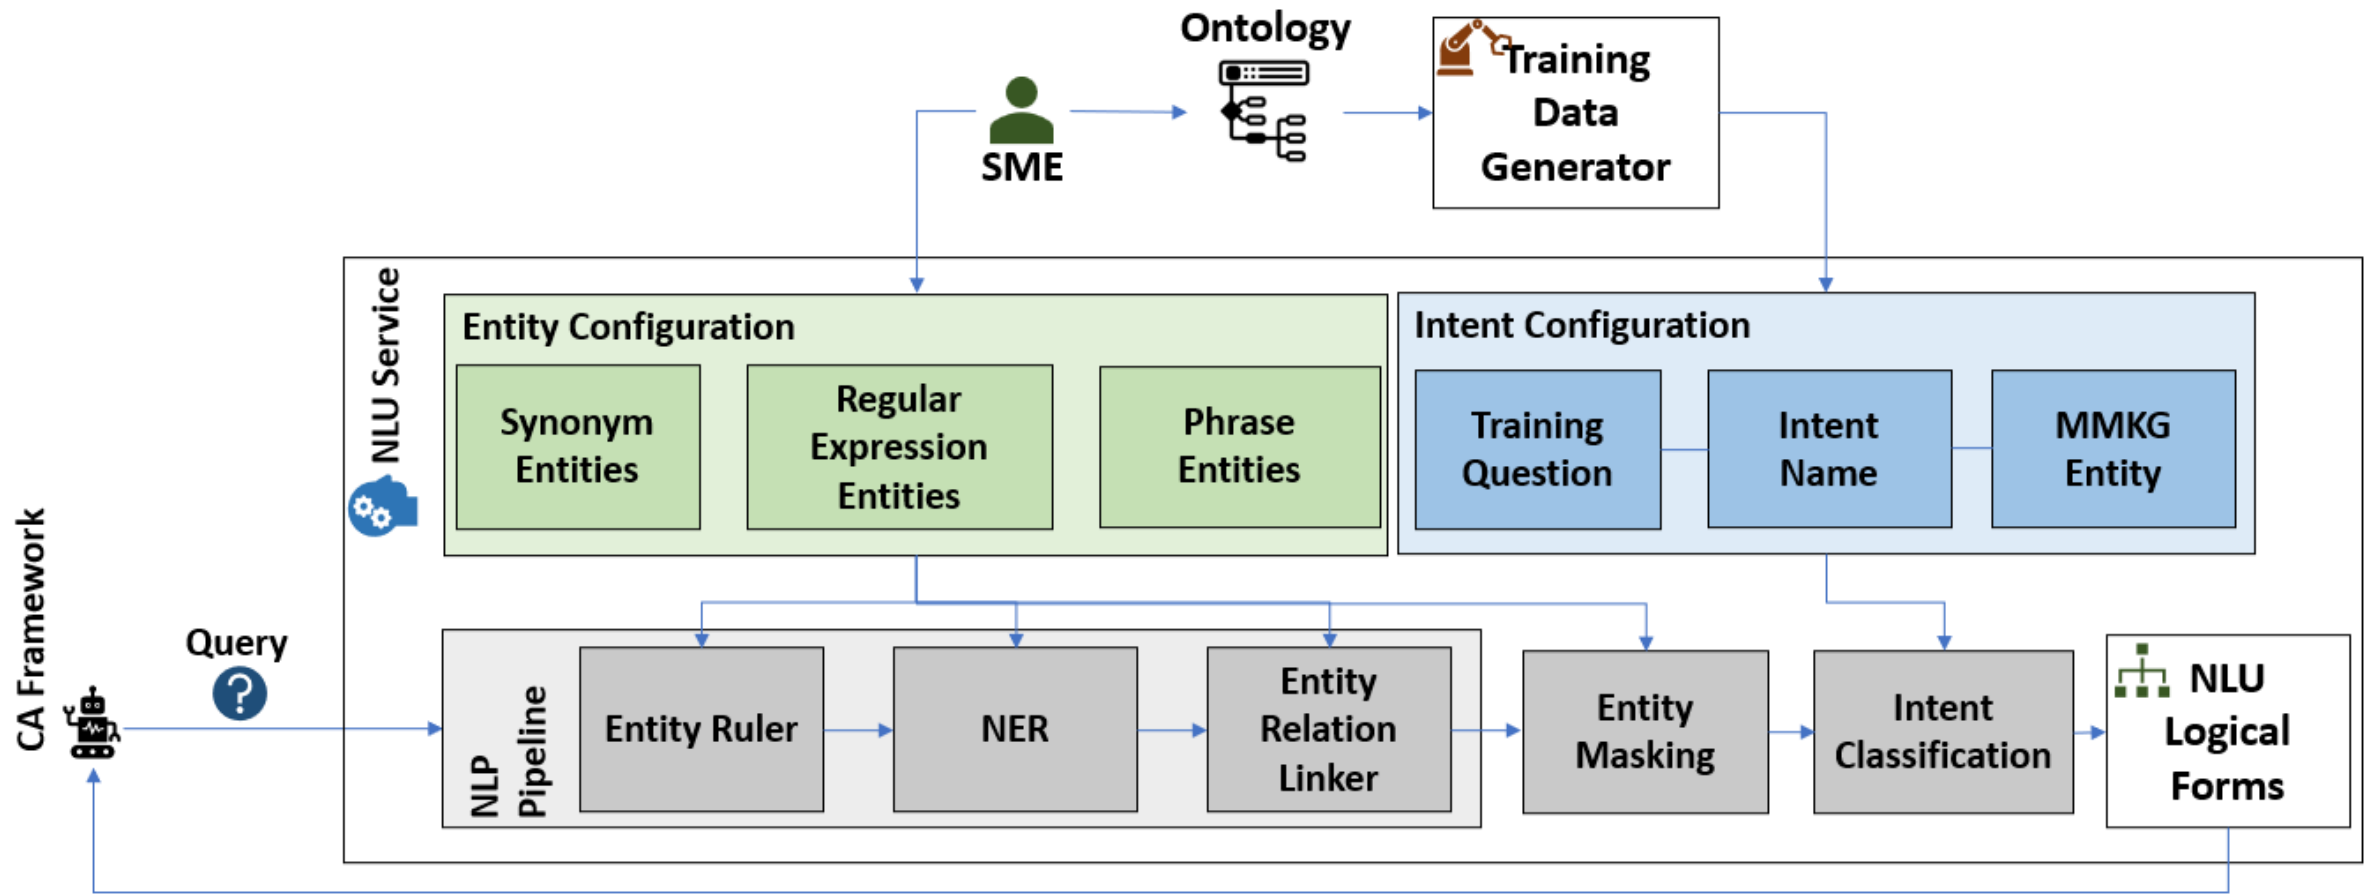 Ontology
SME
Training
Data
Generator
NLU Service
Entity Configuration
Synonym
Entities
Regular
Expression
Entities
Phrase
Entities
Intent Configuration
Training
Question
Intent
Name
MMKG
Entity
CA Framework
Query
?
NLP
Pipeline
Entity Ruler
NER
Entity
Relation
Linker
Entity
Masking
Intent
Classification
NLU
Logical
Forms